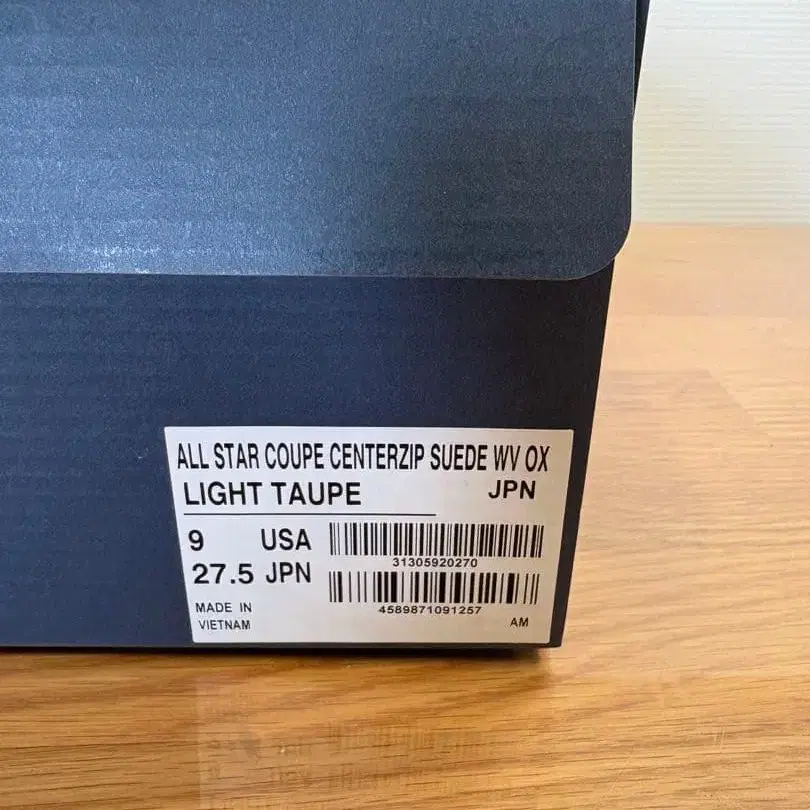 ALL STAR COUPE CENTERZIP SUEDE WV OX
LIGHT TAUPE JPN
9 USA
31305920270
27.5 JPN
4589871091257
MADE IN
VIETNAM
AM